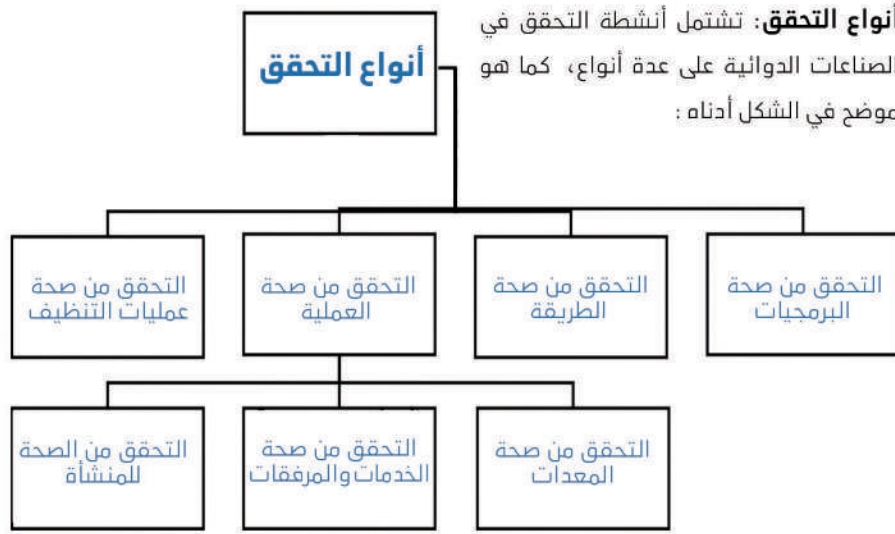 أنواع التحقق: تشتمل أنشطة التحقق في
الصناعات الدوائية على عدة أنواع، كما هو
موضح في الشكل أدناه :
أنواع التحقق
التحقق من صحة
البرمجيات
التحقق من صحة
الطريقة
التحقق من صحة
العملية
التحقق من صحة
عمليات التنظيف
التحقق من صحة
المعدات
التحقق من صحة
الخدمات والمرفقات
التحقق من الصحة
للمنشأة